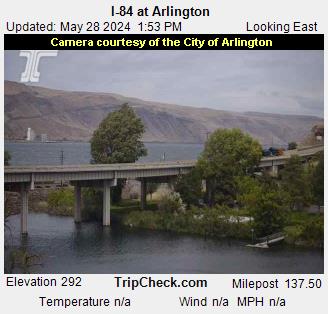 I-84 at Arlington
Updated: May 28 2024 1:53 PM Looking East
Camera courtesy of the City of Arlington
Elevation 292 TripCheck.com Milepost 137.50
Temperature n/a Wind n/a MPH n/a